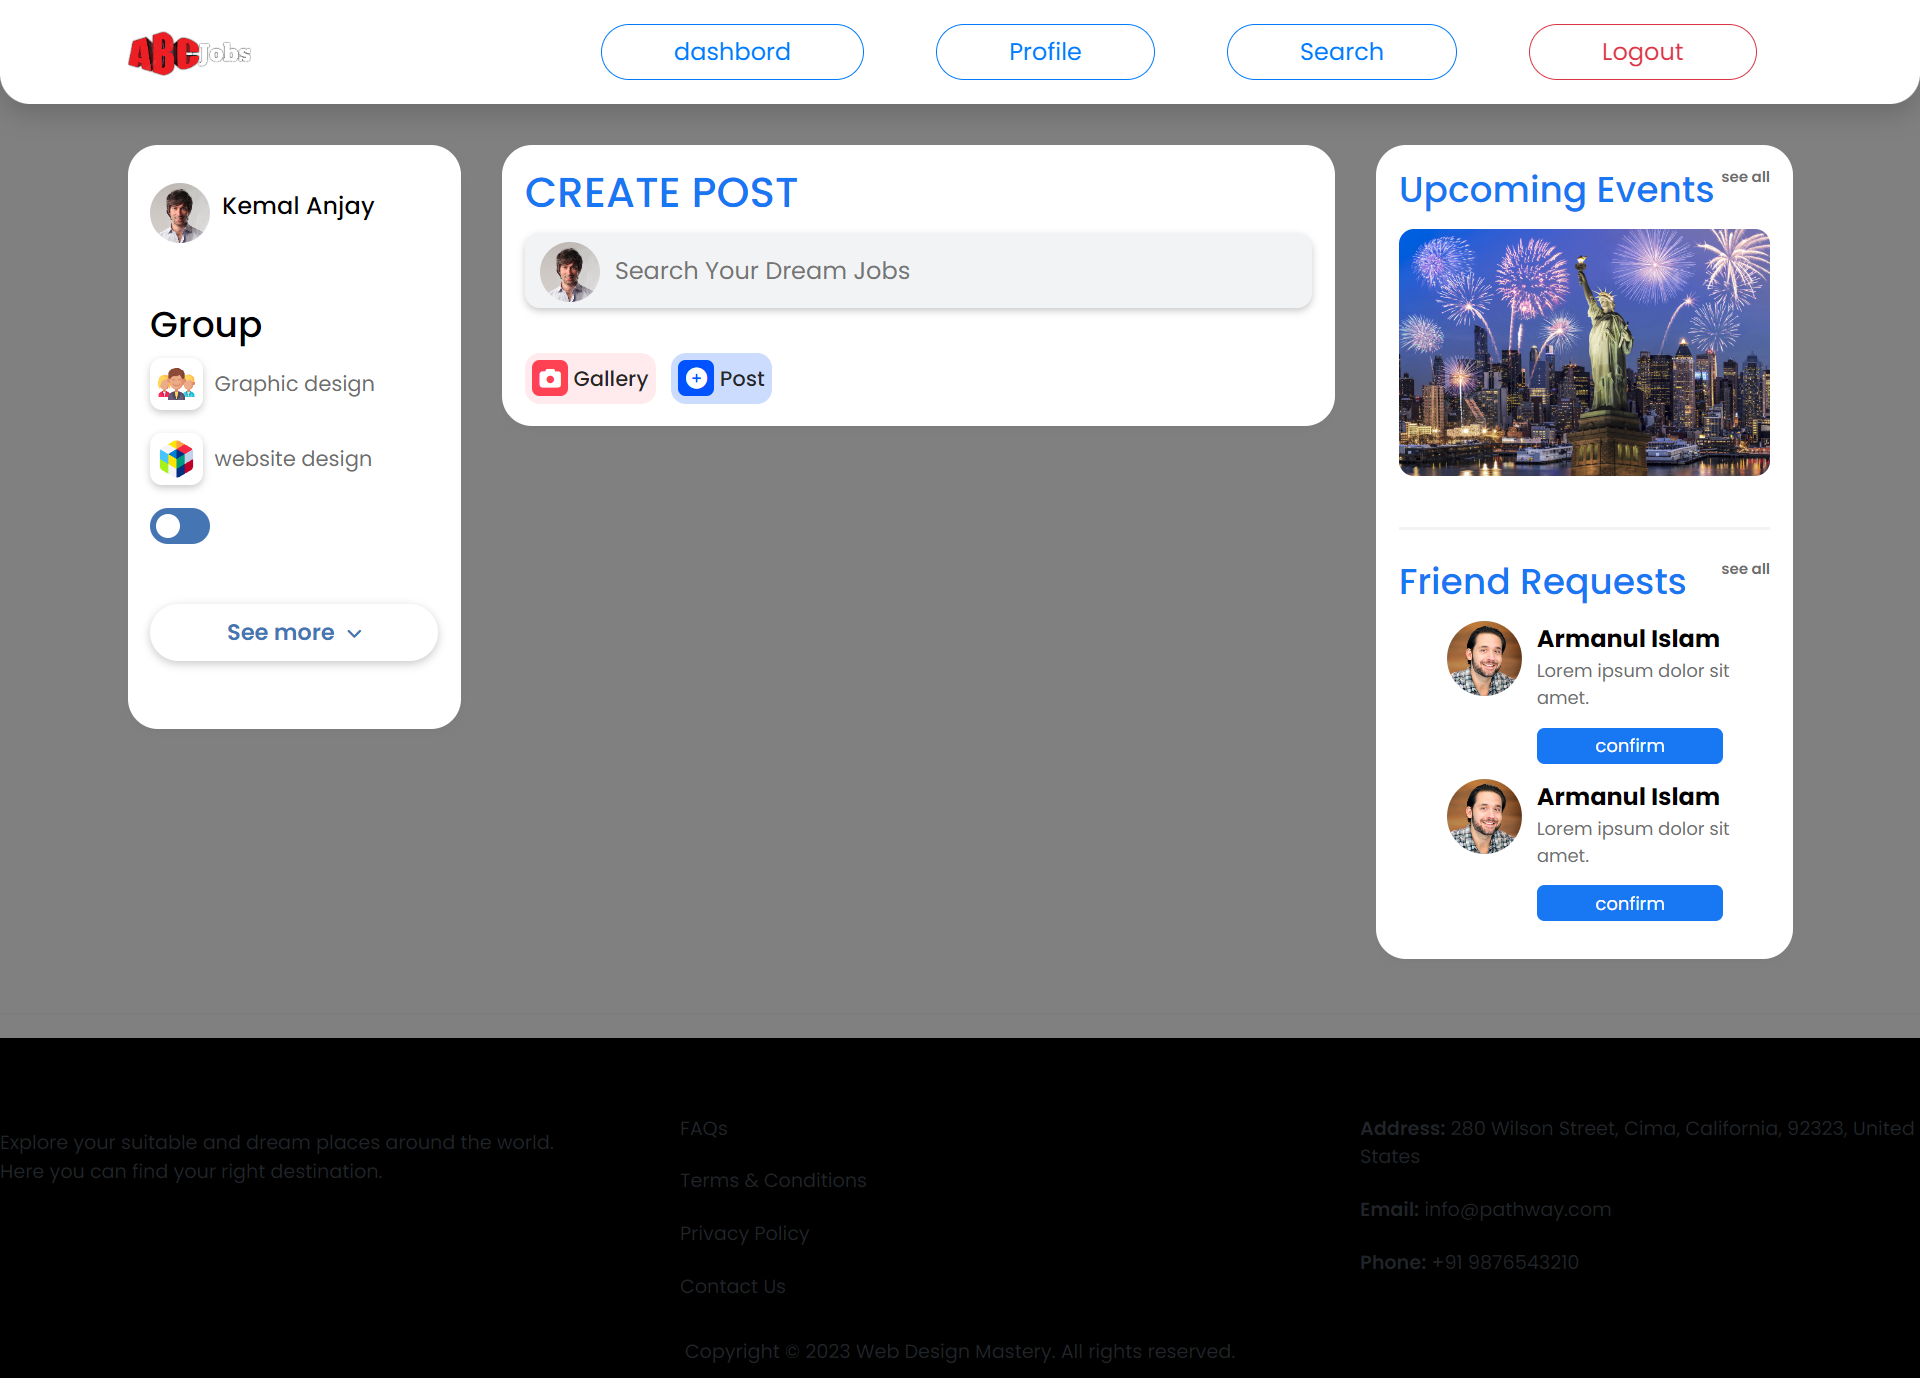 ABC Jobs
dashbord
Profile
Search
Logout
Kemal Anjay
Group
Graphic design
website design
See more
CREATE POST
Search Your Dream Jobs
Gallery
Post
Upcoming Events
see all
Friend Requests
see all
Armanul Islam
Lorem ipsum dolor sit
amet.
confirm
Armanul Islam
Lorem ipsum dolor sit
amet.
confirm
Explore your suitable and dream places around the world.
Here you can find your right destination.
FAQs
Terms & Conditions
Privacy Policy
Contact Us
Address: 280 Wilson Street, Cima, California, 92323, United
States
Email: info@pathway.com
Phone: +91 9876543210
Copyright © 2023 Web Design Mastery. All rights reserved.